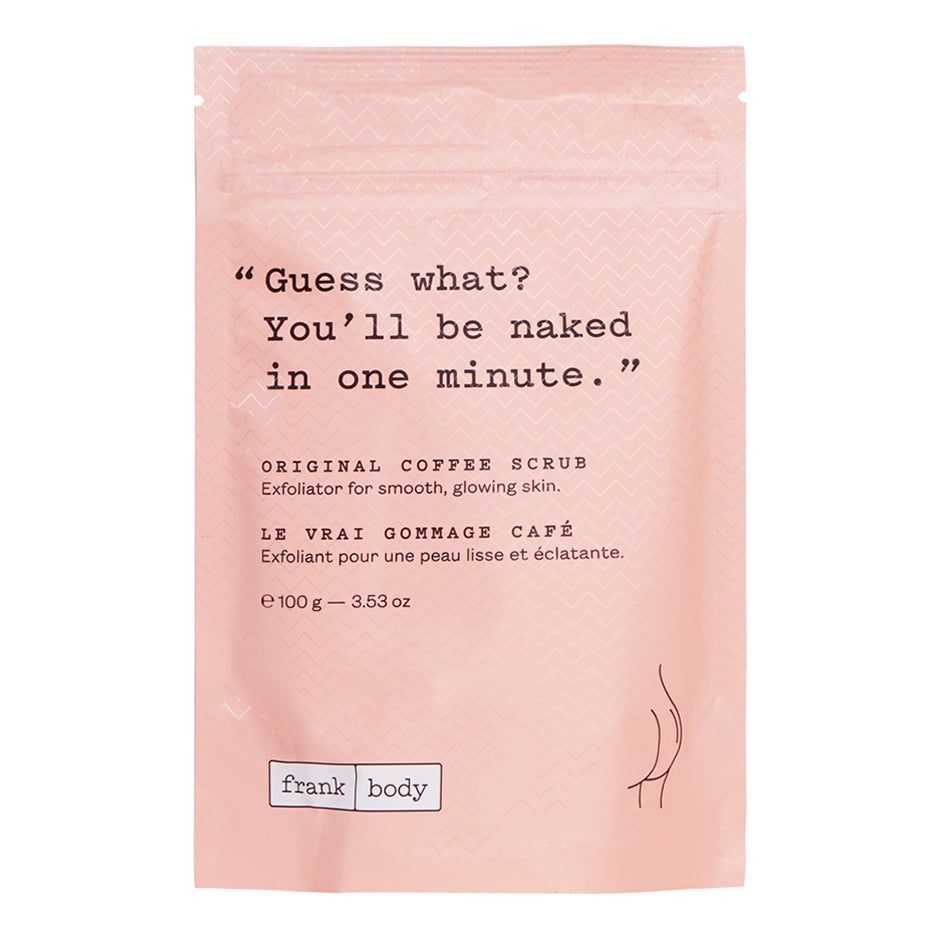 “Guess what?
You’ll be naked
in one minute.”
ORIGINAL COFFEE SCRUB
Exfoliator for smooth, glowing skin.
LE VRAI GOMMAGE CAFÉ
Exfoliant pour une peau lisse et éclatante.
℮ 100 g — 3.53 oz
frank body